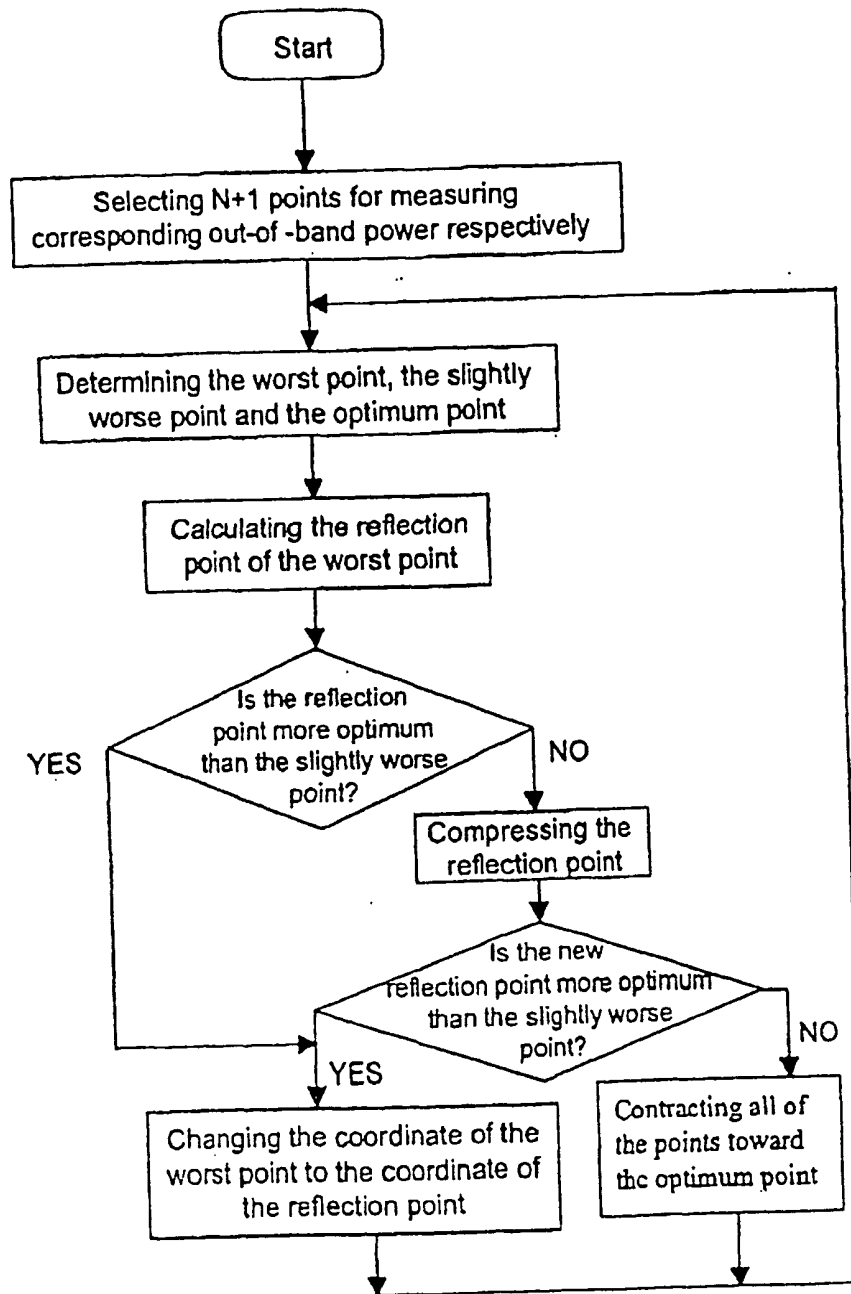 Start
Selecting N+1 points for measuring
corresponding out-of -band power respectively
Determining the worst point, the slightly
worse point and the optimum point
Calculating the reflection
point of the worst point
Is the reflection
point more optimum
than the slightly worse
point?
YES
NO
Compressing the
reflection point
Is the new
reflection point more optimum
than the slightly worse
point?
YES
NO
Changing the coordinate of the
worst point to the coordinate of
the reflection point
Contracting all of
the points toward
the optimum point